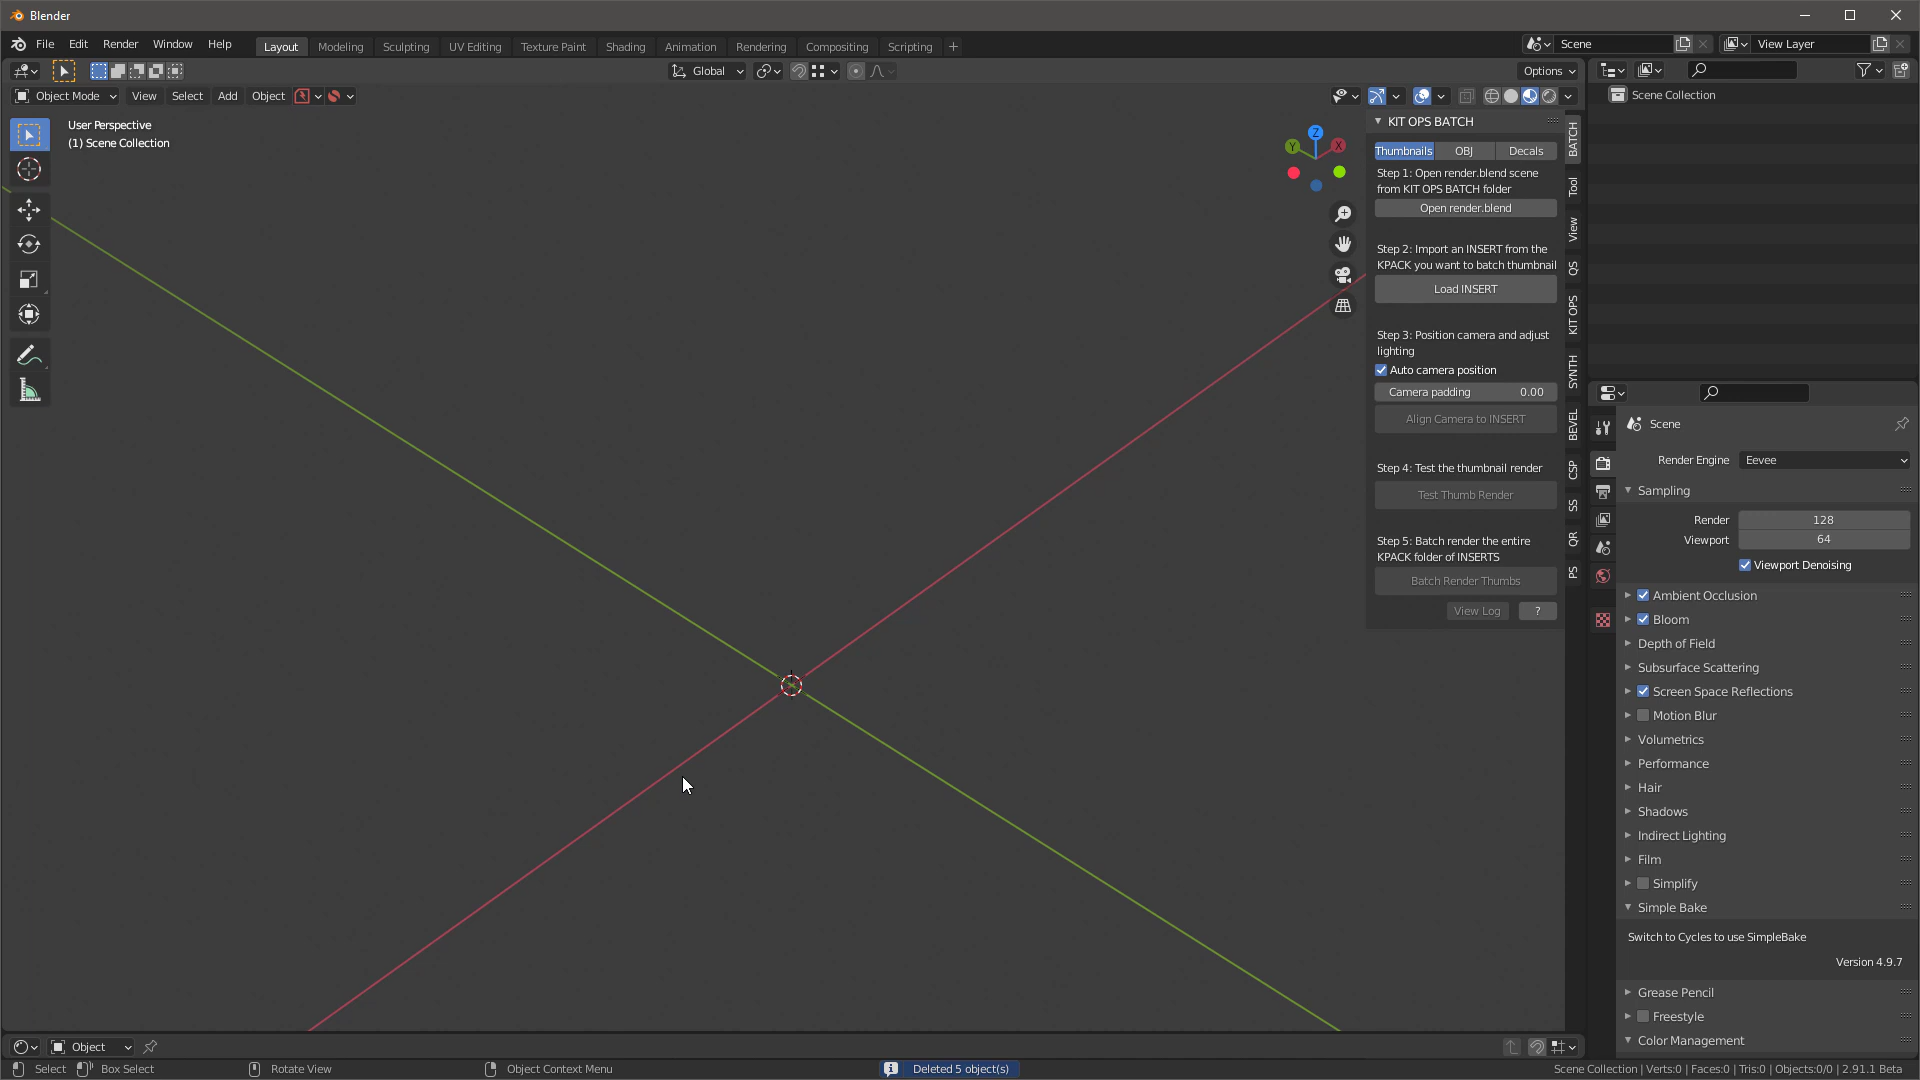 Blender
File Edit Render Window Help Layout Modeling Sculpting UV Editing Texture Paint Shading Animation Rendering Compositing Scripting + Scene View Layer
Global Options
Object Mode View Select Add Object
User Perspective
(1) Scene Collection
Z
Y
X
KIT OPS BATCH
Thumbnails OBJ Decals
Step 1: Open render.blend scene
from KIT OPS BATCH folder
Open render.blend
Step 2: Import an INSERT from the
KPACK you want to batch thumbnail
Load INSERT
Step 3: Position camera and adjust
lighting
Auto camera position
Camera padding 0.00
Align Camera to INSERT
Step 4: Test the thumbnail render
Test Thumb Render
Step 5: Batch render the entire
KPACK folder of INSERTS
Batch Render Thumbs
View Log ?
BATCH
Tool
View
QS
KIT OPS
SYNTH
BEVEL
CSP
SS
QR
PS
Scene Collection
Scene
Render Engine Eevee
Sampling
Render 128
Viewport 64
Viewport Denoising
Ambient Occlusion
Bloom
Depth of Field
Subsurface Scattering
Screen Space Reflections
Motion Blur
Volumetrics
Performance
Hair
Shadows
Indirect Lighting
Film
Simplify
Simple Bake
Switch to Cycles to use SimpleBake
Version 4.9.7
Grease Pencil
Freestyle
Color Management
Object
Select Box Select Rotate View Object Context Menu Deleted 5 object(s) Scene Collection | Verts:0 | Faces:0 | Tris:0 | Objects:0/0 | 2.91.1 Beta